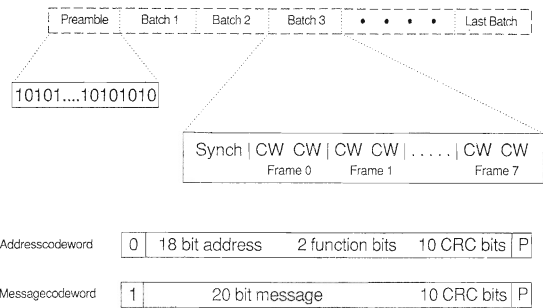 Preamble Batch 1 Batch 2 Batch 3 • • • • Last Batch
10101....10101010
Synch | CW CW | CW CW | ..... | CW CW
Frame 0 Frame 1 Frame 7
Addresscodeword 0 18 bit address 2 function bits 10 CRC bits P
Messagecodeword 1 20 bit message 10 CRC bits P